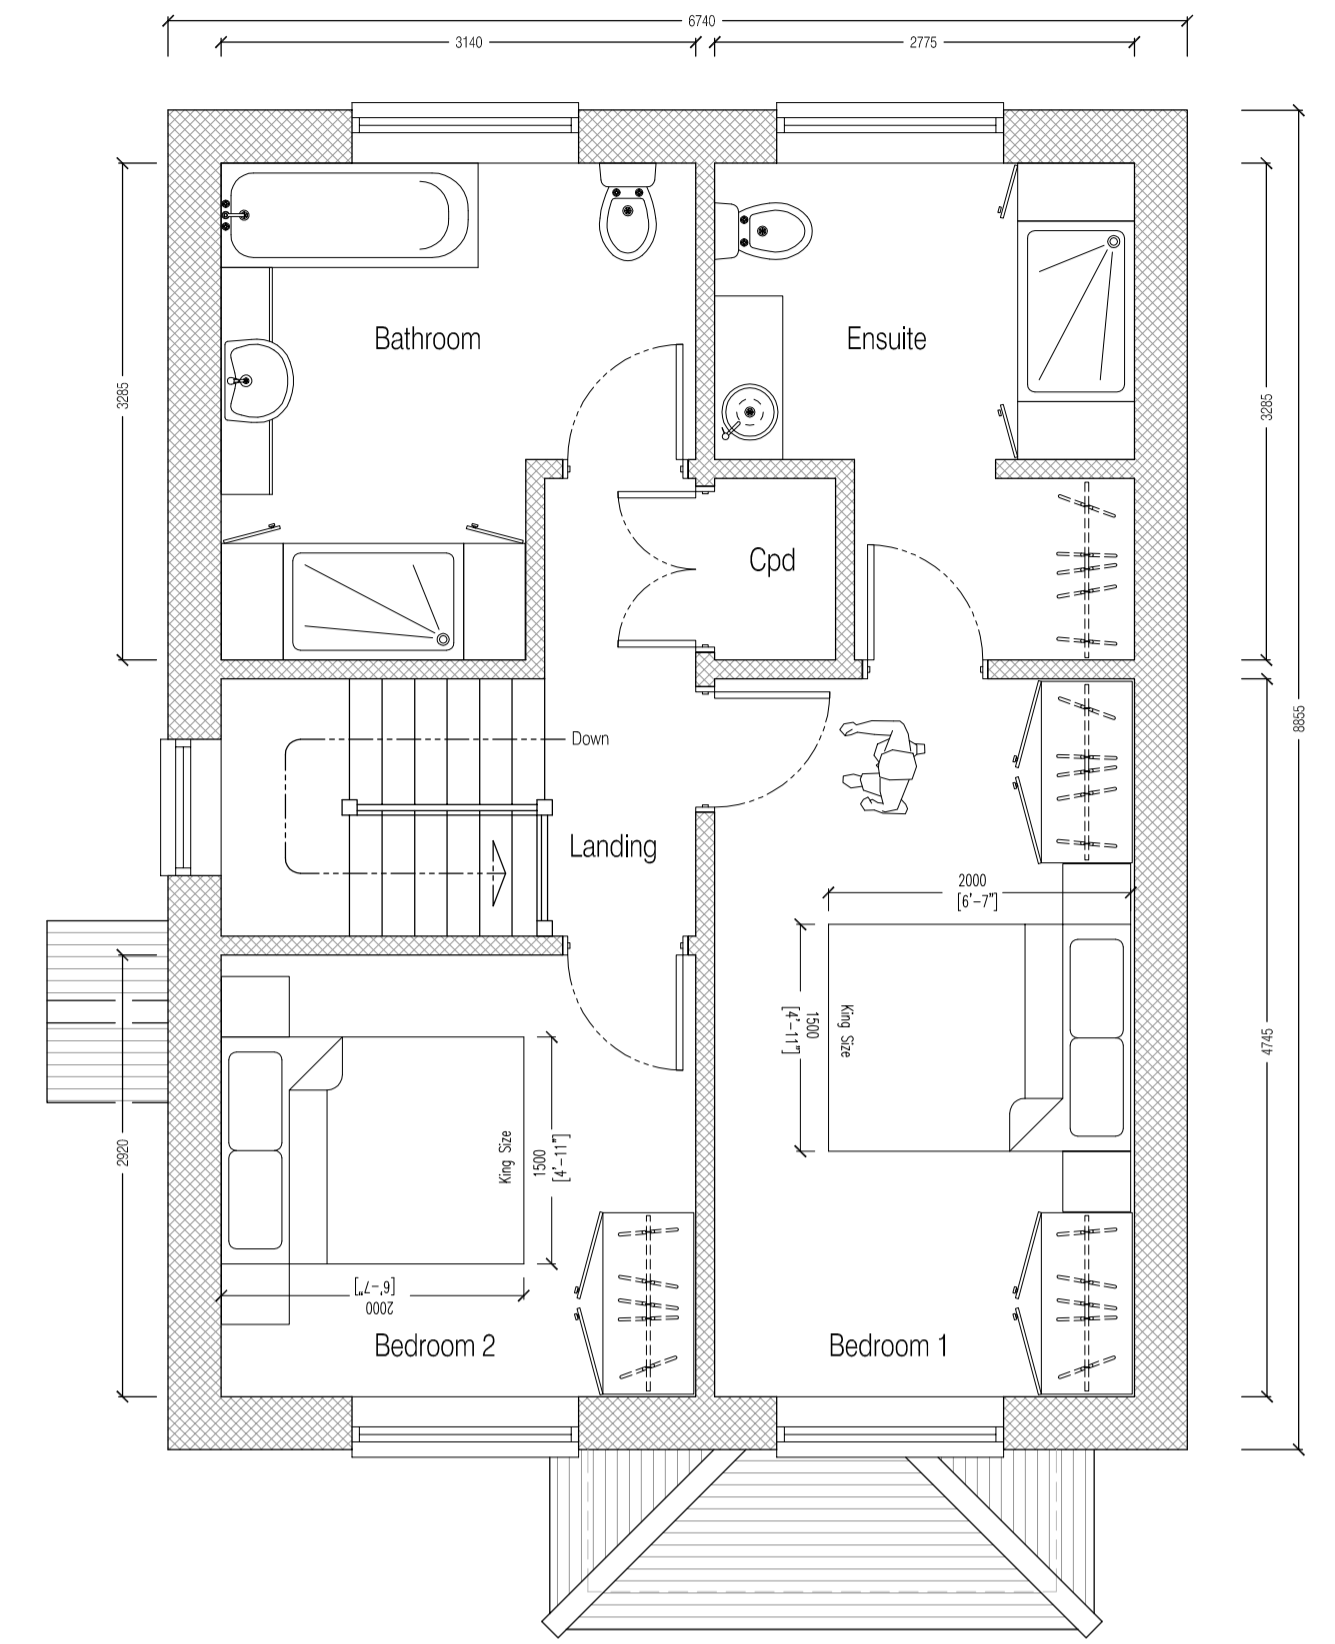 6740
3140
2775
Bathroom
Ensuite
3285
3285
Cpd
8855
Down
Landing
2000
[6'-7"]
King Size
1500
[4'-11"]
4745
2920
King Size
1500
[4'-11"]
2000
[6'-7"]
Bedroom 2
Bedroom 1